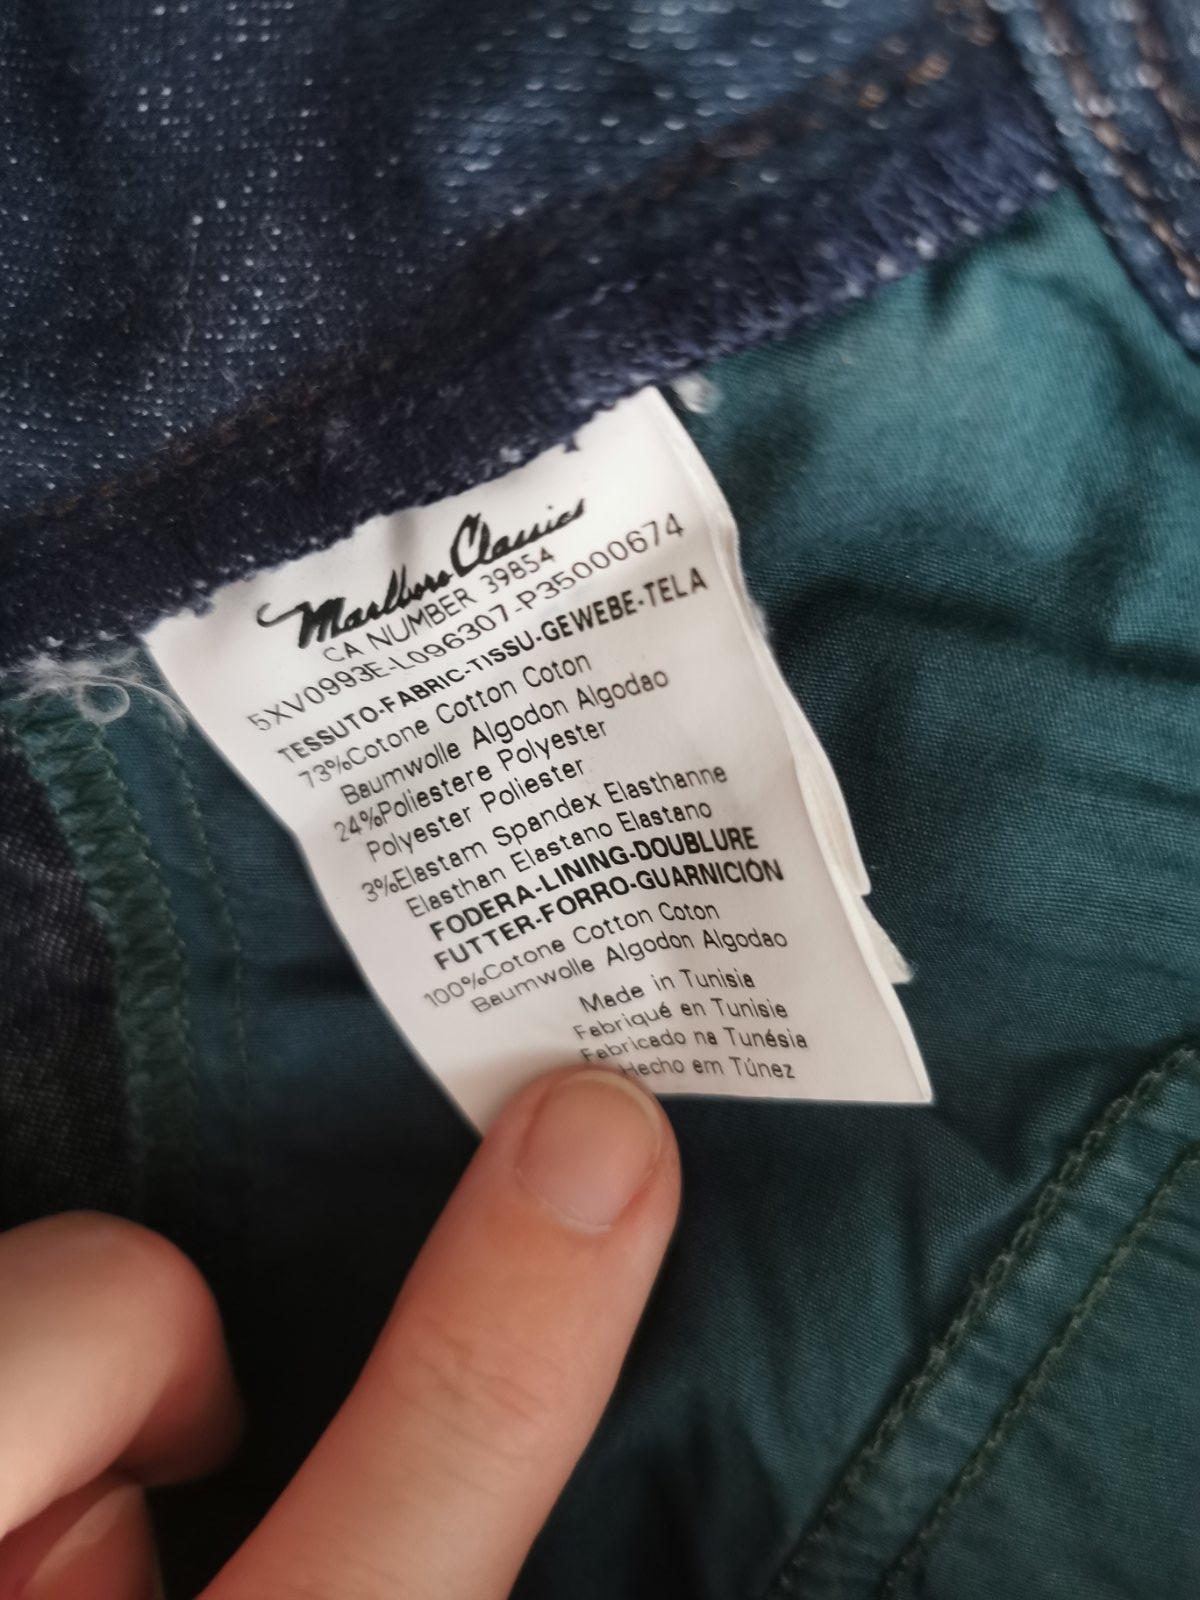 Marlboro Classics
CA NUMBER 39854
5XV0993E-L096307-P35000674
TESSUTO-FABRIC-TISSU-GEWEBE-TELA
73%Cotone Cotton Coton
Baumwolle Algodon Algodao
24%Poliestere Polyester
Polyester Poliester
3%Elastam Spandex Elasthanne
Elasthan Elastano Elastano
FODERA-LINING-DOUBLURE
FUTTER-FORRO-GUARNICIÓN
100%Cotone Cotton Coton
Baumwolle Algodon Algodao
Made in Tunisia
Fabriqué en Tunisie
Fabricado na Tunésia
Hecho em Túnez